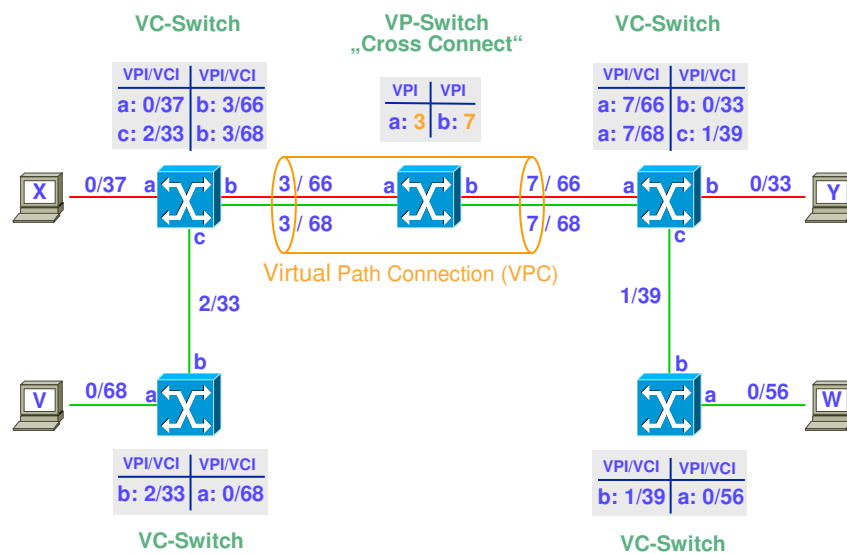 VC-Switch
VP-Switch
„Cross Connect“
VC-Switch
VPI/VCI VPI/VCI
a: 0/37 b: 3/66
c: 2/33 b: 3/68
VPI VPI
a: 3 b: 7
VPI/VCI VPI/VCI
a: 7/66 b: 0/33
a: 7/68 c: 1/39
X 0/37 a b 3 / 66 a b 7 / 66 a b 0/33 Y
c 3 / 68 7 / 68 c
Virtual Path Connection (VPC)
2/33 1/39
b b
V 0/68 a a 0/56 W
VPI/VCI VPI/VCI
b: 2/33 a: 0/68
VC-Switch
VPI/VCI VPI/VCI
b: 1/39 a: 0/56
VC-Switch